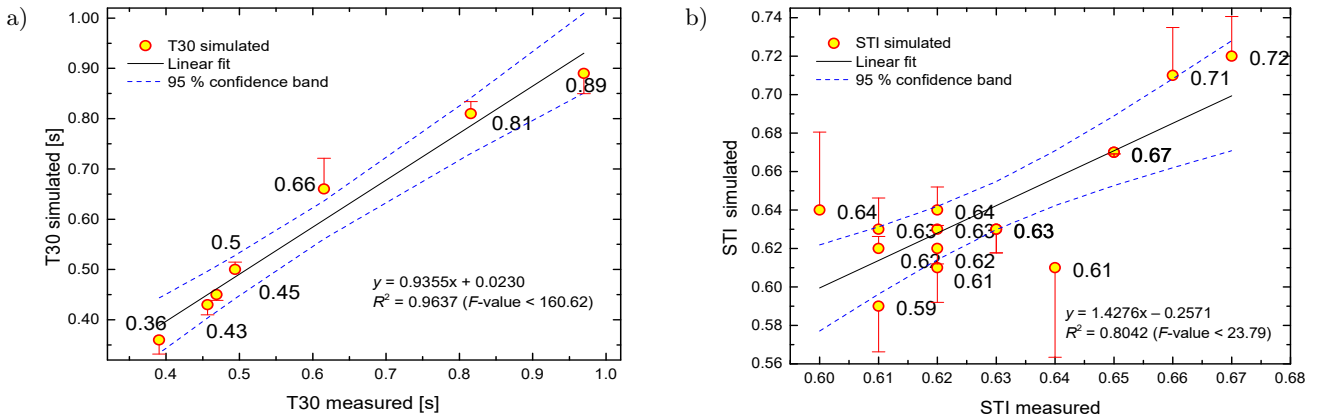 a)
1.00
0.90
0.80
0.70
0.60
0.50
0.40
T30 simulated [s]
T30 simulated
Linear fit
95 % confidence band
0.89
0.81
0.66
0.5
0.45
0.36
0.43
y = 0.9355x + 0.0230
R² = 0.9637 (F-value < 160.62)
0.4 0.5 0.6 0.7 0.8 0.9 1.0
T30 measured [s]
b)
0.74
0.72
0.70
0.68
0.66
0.64
0.62
0.60
0.58
0.56
STI simulated
STI simulated
Linear fit
95 % confidence band
0.72
0.71
0.67
0.64 0.64
0.63 0.63 0.63
0.62 0.62
0.61 0.61
0.59
y = 1.4276x – 0.2571
R² = 0.8042 (F-value < 23.79)
0.60 0.61 0.62 0.63 0.64 0.65 0.66 0.67 0.68
STI measured